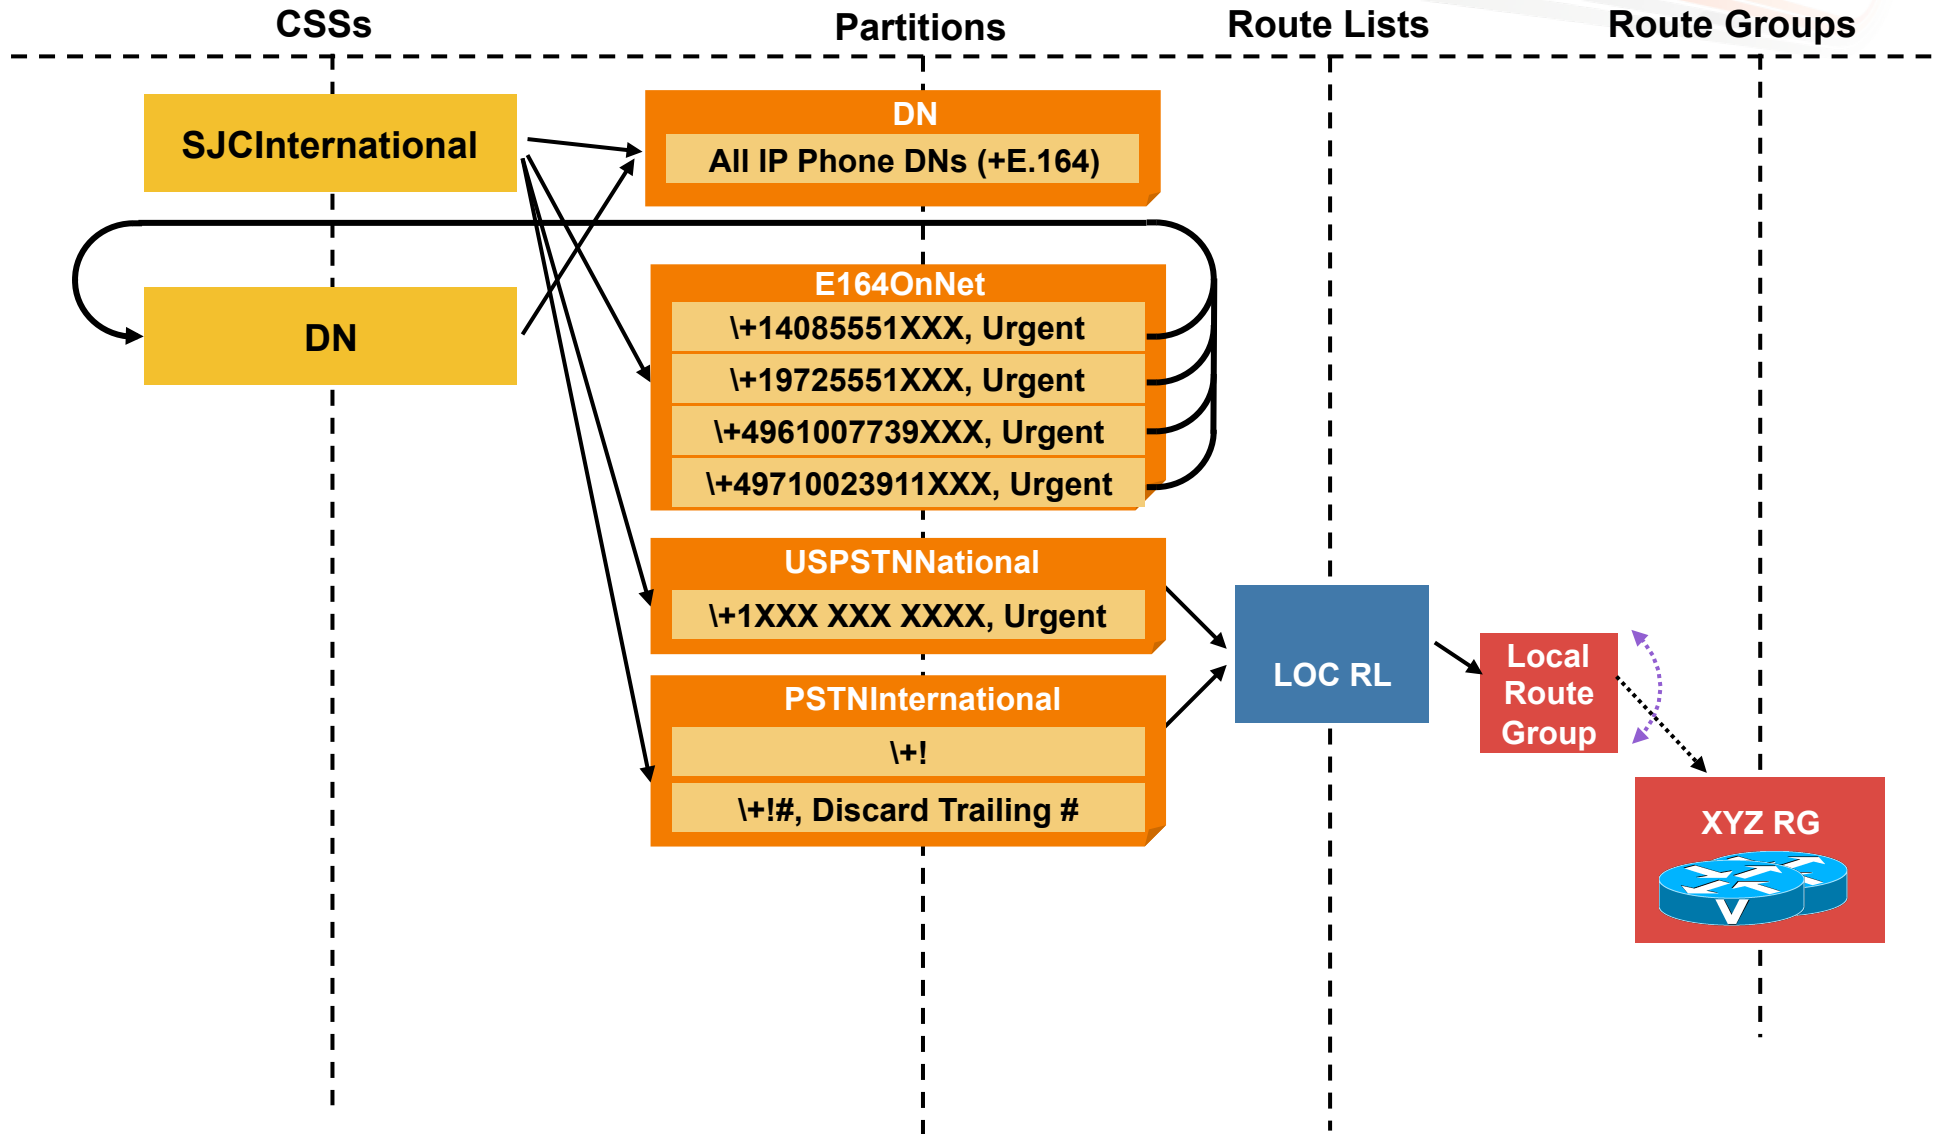 CSSs
Partitions
Route Lists
Route Groups
SJCInternational
DN
DN
All IP Phone DNs (+E.164)
E164OnNet
\+14085551XXX, Urgent
\+19725551XXX, Urgent
\+4961007739XXX, Urgent
\+49710023911XXX, Urgent
USPSTNNational
\+1XXX XXX XXXX, Urgent
PSTNInternational
\+!
\+!#, Discard Trailing #
LOC RL
Local
Route
Group
XYZ RG
V